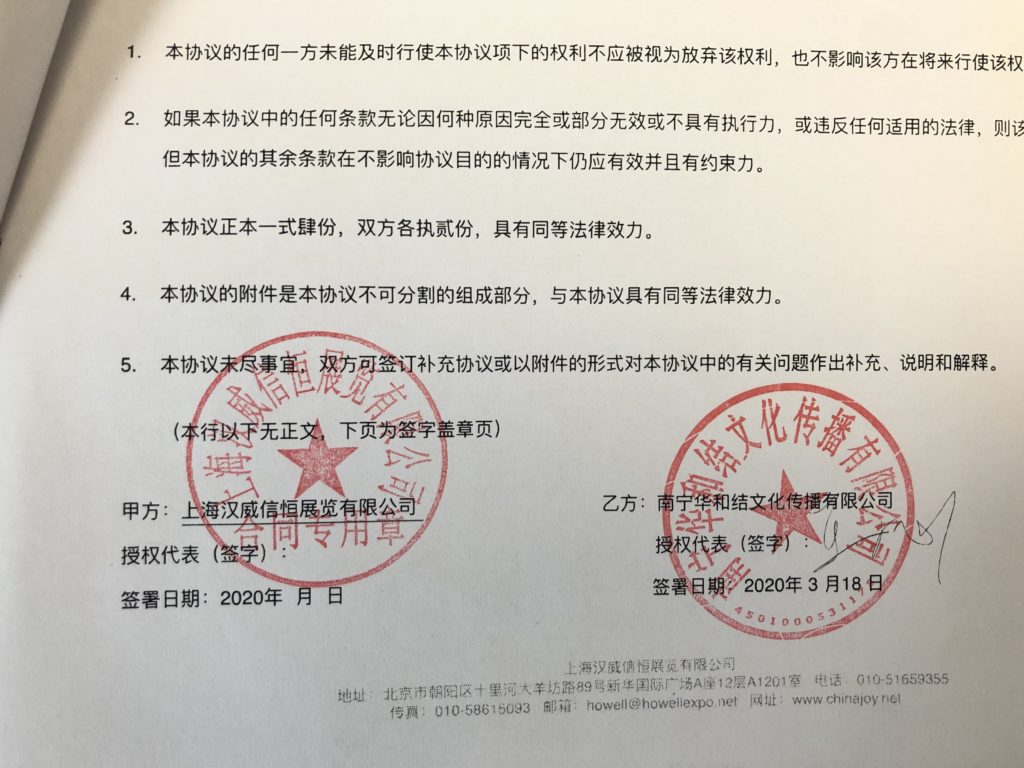 1. 本协议的任何一方未能及时行使本协议项下的权利不应被视为放弃该权利，也不影响该方在将来行使该权
2. 如果本协议中的任何条款无论因何种原因完全或部分无效或不具有执行力，或违反任何适用的法律，则该
但本协议的其余条款在不影响协议目的的情况下仍应有效并且有约束力。
3. 本协议正本一式肆份，双方各执贰份，具有同等法律效力。
4. 本协议的附件是本协议不可分割的组成部分，与本协议具有同等法律效力。
5. 本协议未尽事宜，双方可签订补充协议或以附件的形式对本协议中的有关问题作出补充、说明和解释。
（本行以下无正文，下页为签字盖章页）
甲方：上海汉威信恒展览有限公司
授权代表（签字）：
签署日期：2020年 月 日
上海汉威信恒展览有限公司
合同专用章
乙方：南宁华和结文化传播有限公司
授权代表（签字）：
签署日期：2020年 3 月 18 日
南宁华和结文化传播有限公司
上海汉威信恒展览有限公司
地址：北京市朝阳区十里河大羊坊路89号新华国际广场A座12层A1201室 电话：010-51659355
传真：010-58615093 邮箱：howell@howellexpo.net 网址：www.chinajoy.net